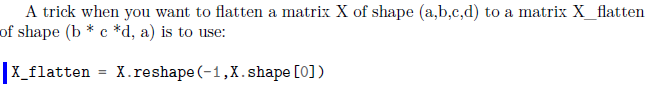 A trick when you want to flatten a matrix X of shape (a,b,c,d) to a matrix X_flatten
of shape (b * c *d, a) is to use:
X_flatten = X.reshape(-1,X.shape[0])